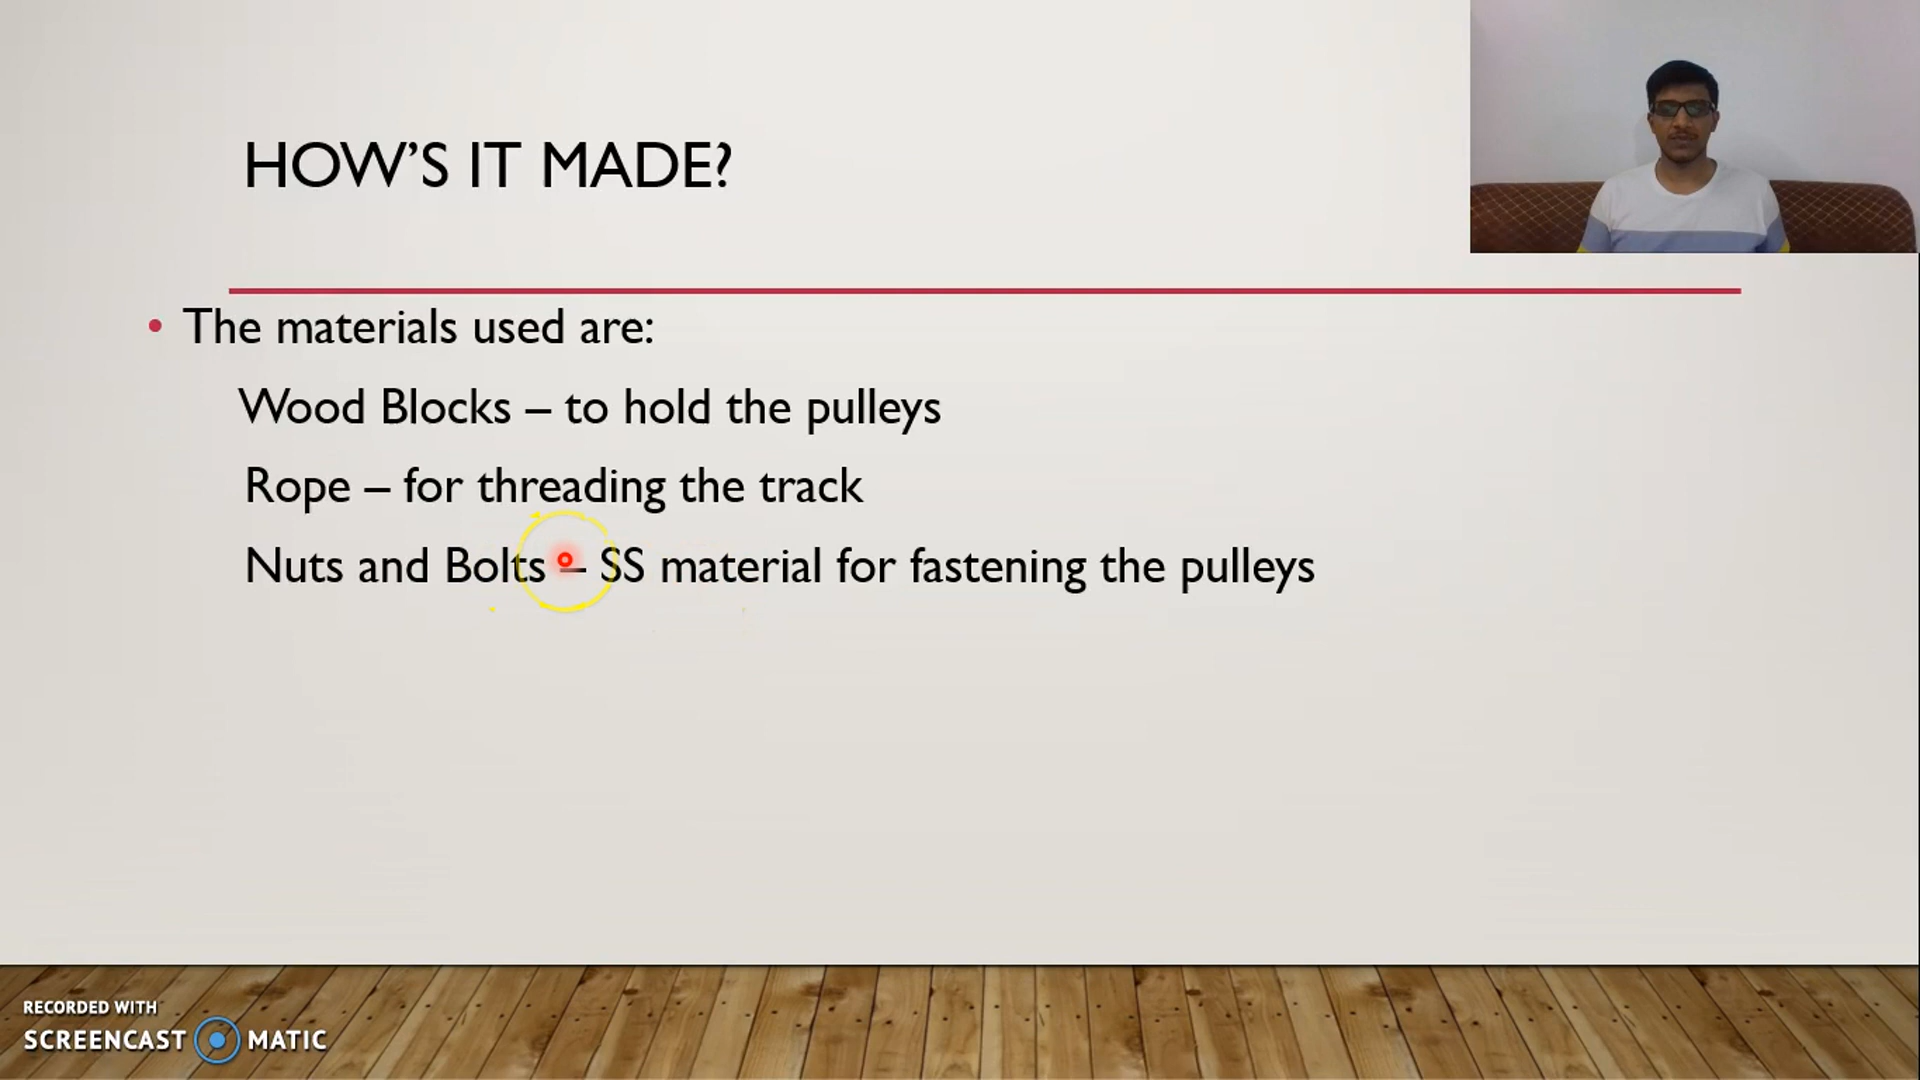 HOW'S IT MADE?
• The materials used are:
Wood Blocks – to hold the pulleys
Rope – for threading the track
Nuts and Bolts – SS material for fastening the pulleys
RECORDED WITH
SCREENCAST MATIC